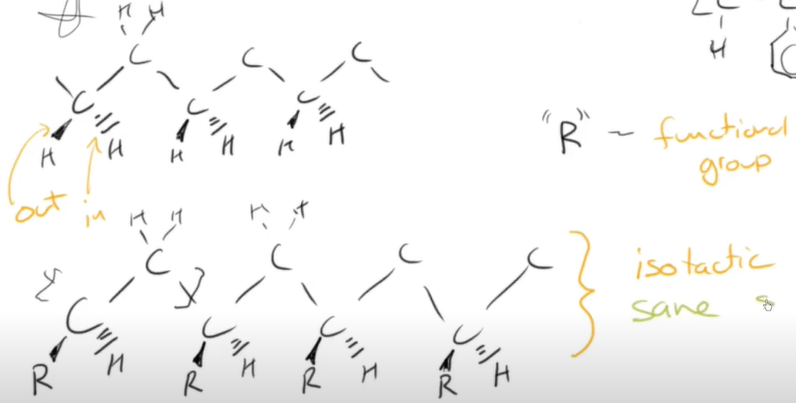 H H
C C C
C C C
H H H H H H
out in
H
"R" ~ functional
group
H H
C C C C
C C C C
R H R H R H R H
isotactic
same